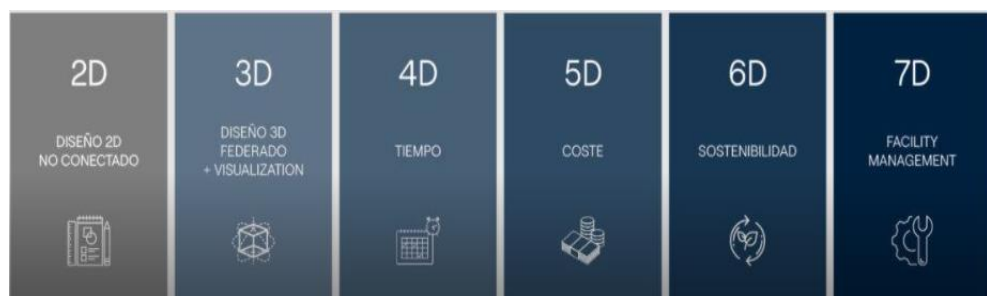 2D
DISEÑO 2D
NO CONECTADO
3D
DISEÑO 3D
FEDERADO
+ VISUALIZATION
4D
TIEMPO
5D
COSTE
6D
SOSTENIBILIDAD
7D
FACILITY
MANAGEMENT